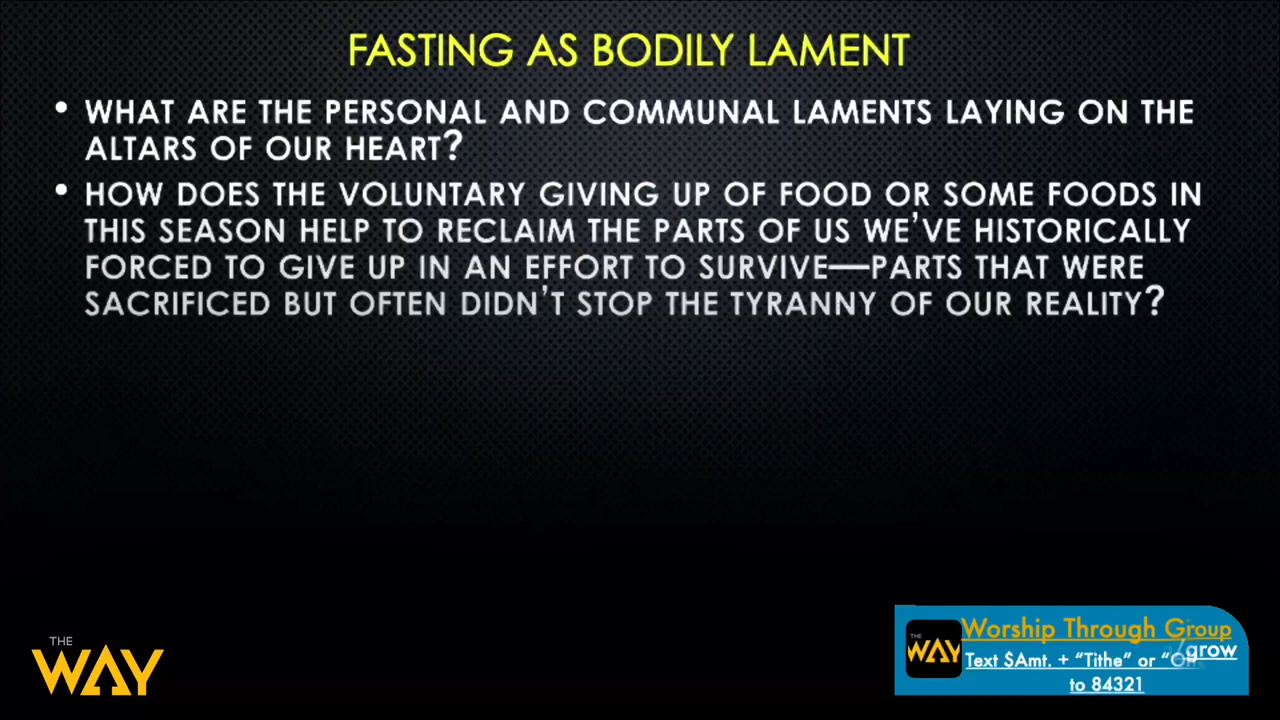 FASTING AS BODILY LAMENT
• WHAT ARE THE PERSONAL AND COMMUNAL LAMENTS LAYING ON THE
ALTARS OF OUR HEART?
• HOW DOES THE VOLUNTARY GIVING UP OF FOOD OR SOME FOODS IN
THIS SEASON HELP TO RECLAIM THE PARTS OF US WE’VE HISTORICALLY
FORCED TO GIVE UP IN AN EFFORT TO SURVIVE—PARTS THAT WERE
SACRIFICED BUT OFTEN DIDN’T STOP THE TYRANNY OF OUR REALITY?
THE
WAY
THE
WAY
Worship Through Group
grow
Text $Amt. + “Tithe” or
to 84321